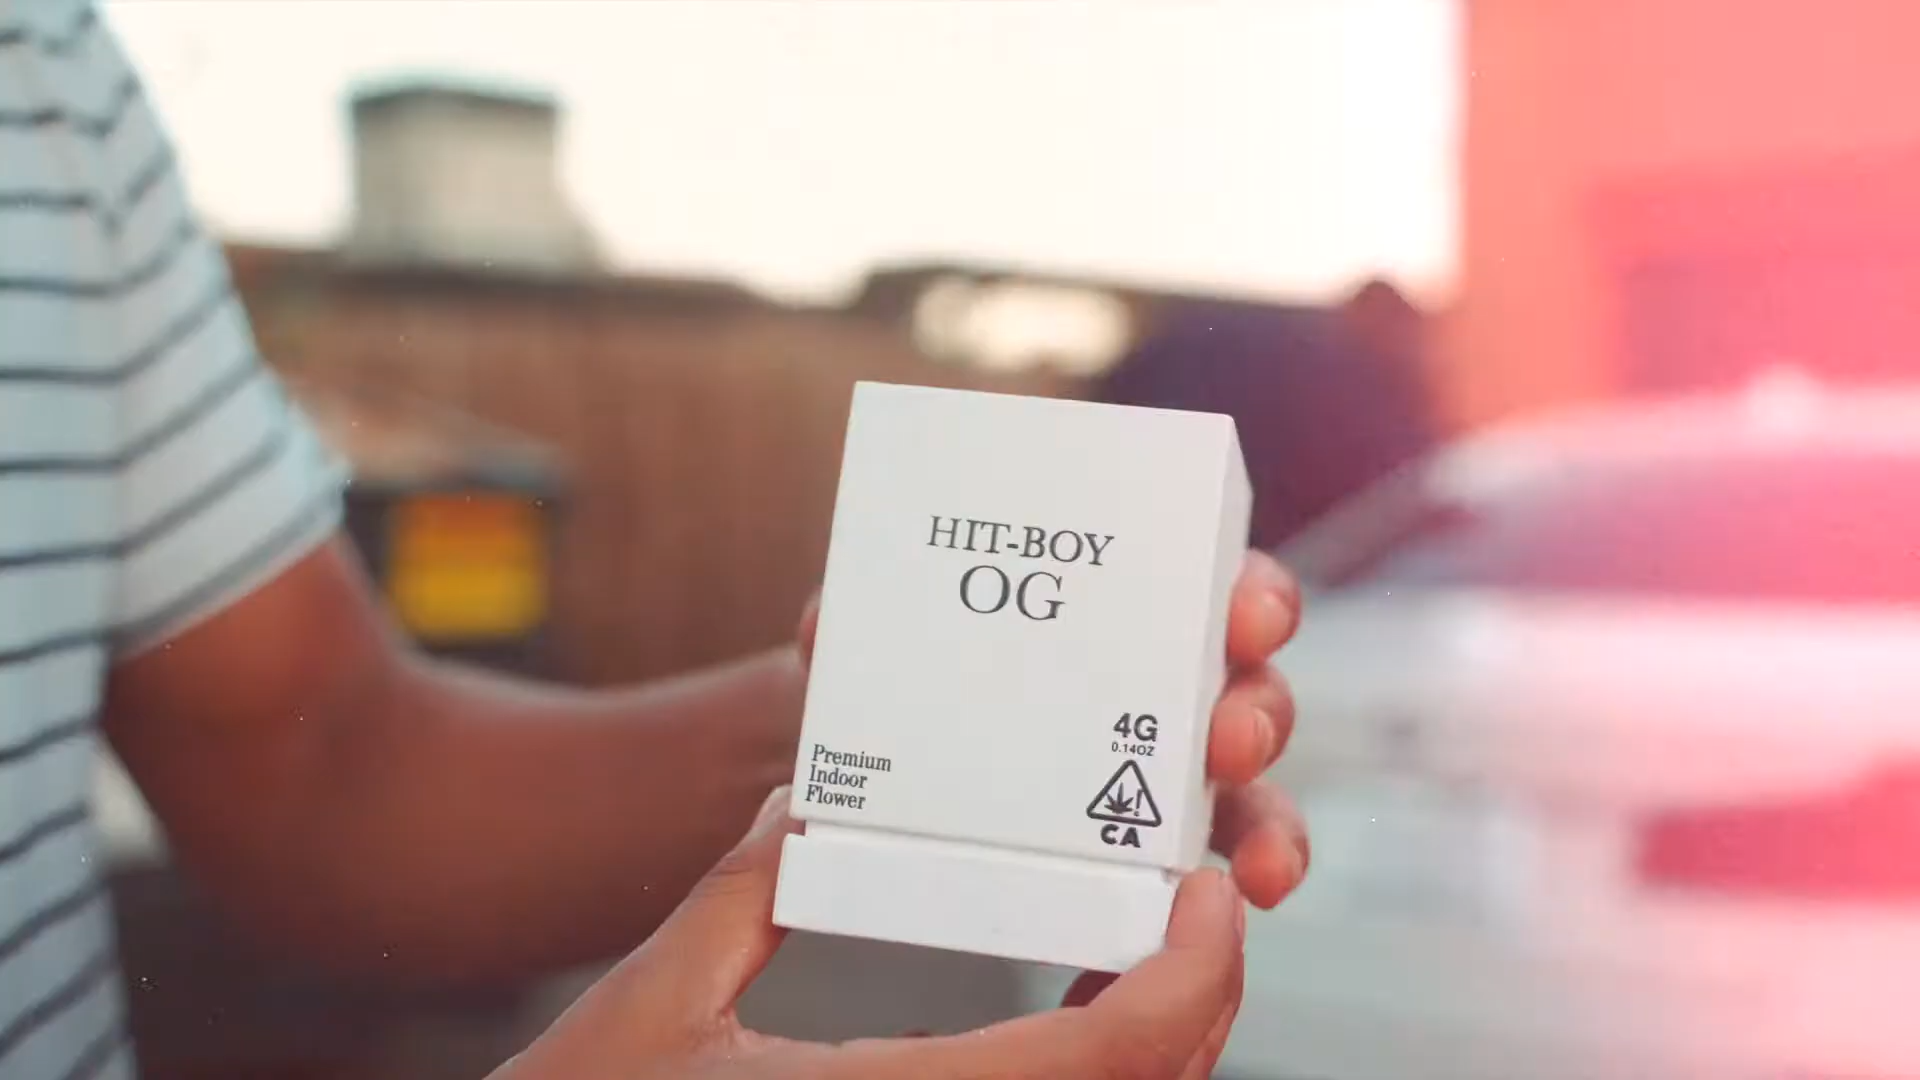 HIT-BOY
OG
4G
0.14OZ
Premium
Indoor
Flower
CA